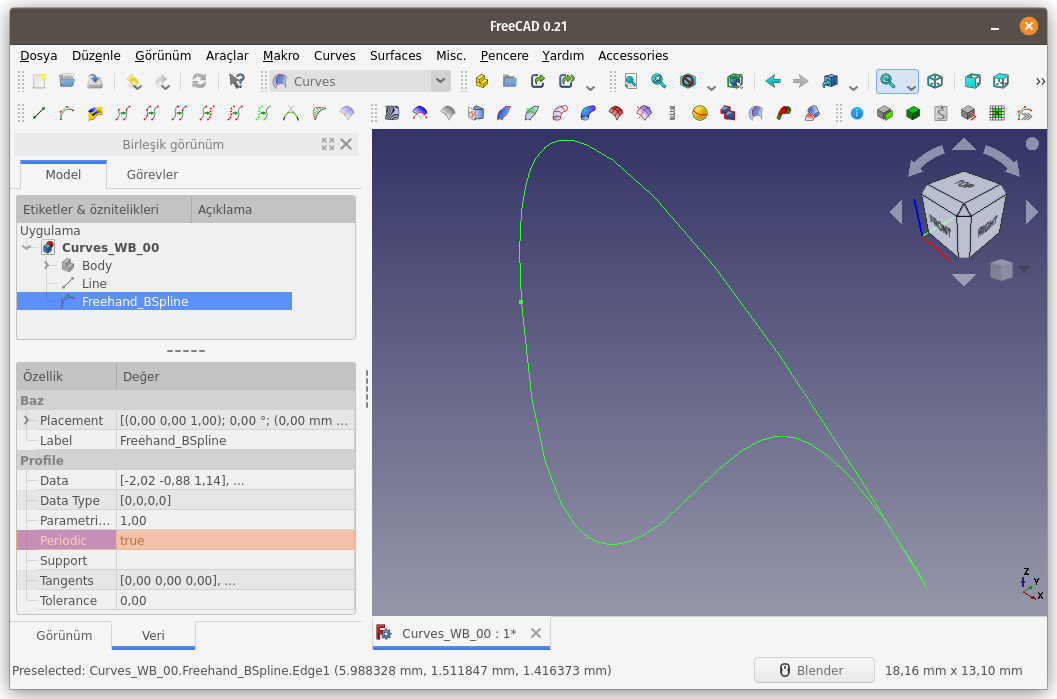 FreeCAD 0.21
Dosya Düzenle Görünüm Araçlar Makro Curves Surfaces Misc. Pencere Yardım Accessories
Curves
Birleşik görünüm
Model Görevler
Etiketler & öznitelikleri Açıklama
Uygulama
Curves_WB_00
Body
Line
Freehand_BSpline
Özellik Değer
Baz
Placement [(0,00 0,00 1,00); 0,00 °; (0,00 mm ...
Label Freehand_BSpline
Profile
Data [-2,02 -0,88 1,14], ...
Data Type [0,0,0,0]
Parametri... 1,00
Periodic true
Support
Tangents [0,00 0,00 0,00], ...
Tolerance 0,00
Görünüm Veri
TOP
FRONT RIGHT
Z
Y
X
Curves_WB_00 : 1*
Preselected: Curves_WB_00.Freehand_BSpline.Edge1 (5.988328 mm, 1.511847 mm, 1.416373 mm) Blender 18,16 mm x 13,10 mm